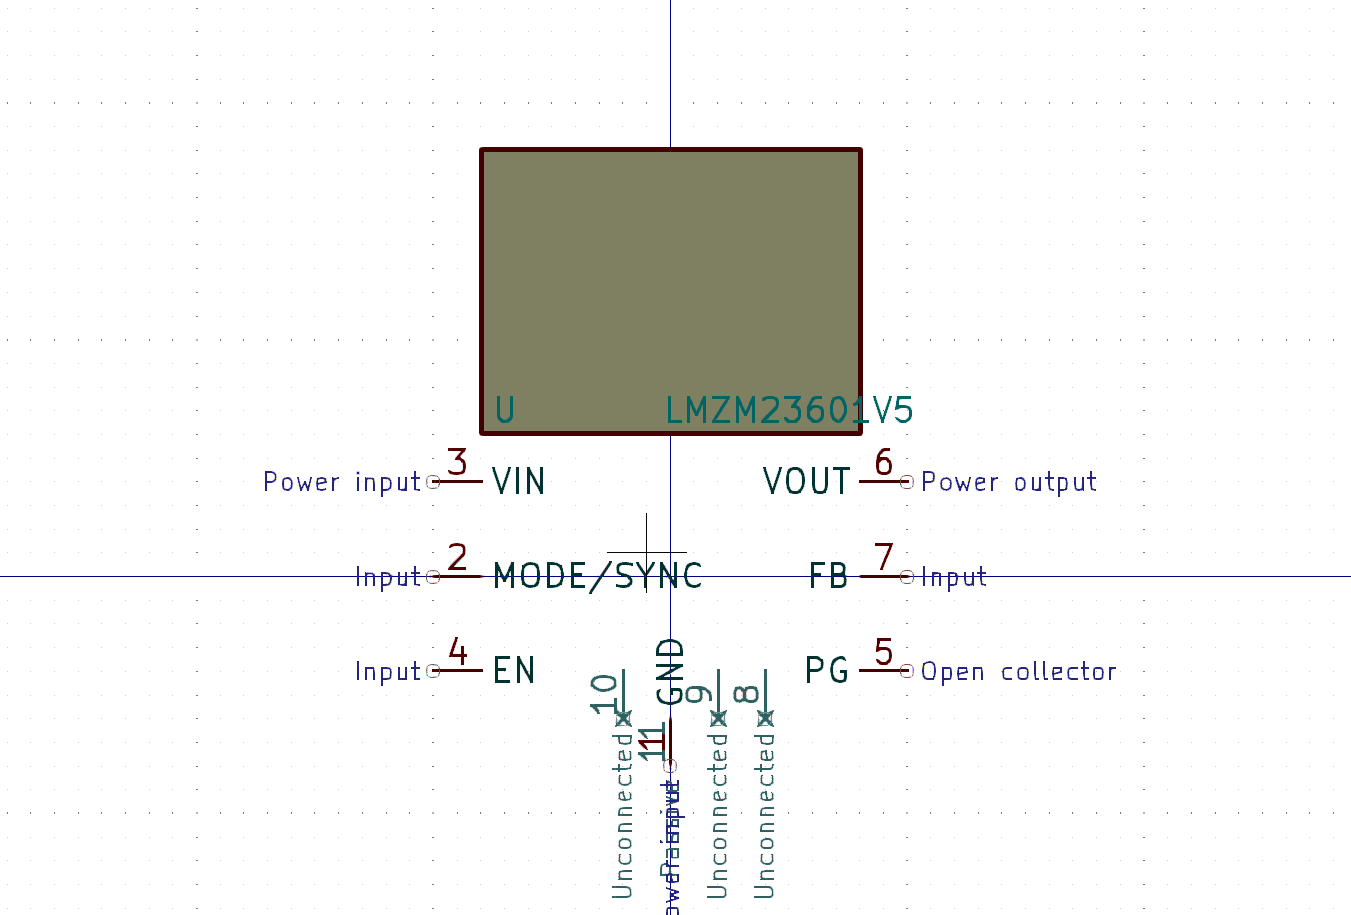 U LMZM23601V5
3 6
Power input VIN VOUT Power output
2 7
Input MODE/SYNC FB Input
4 5
Input EN PG Open collector
GND
10 9 8
11
Unconnected Unconnected Unconnected